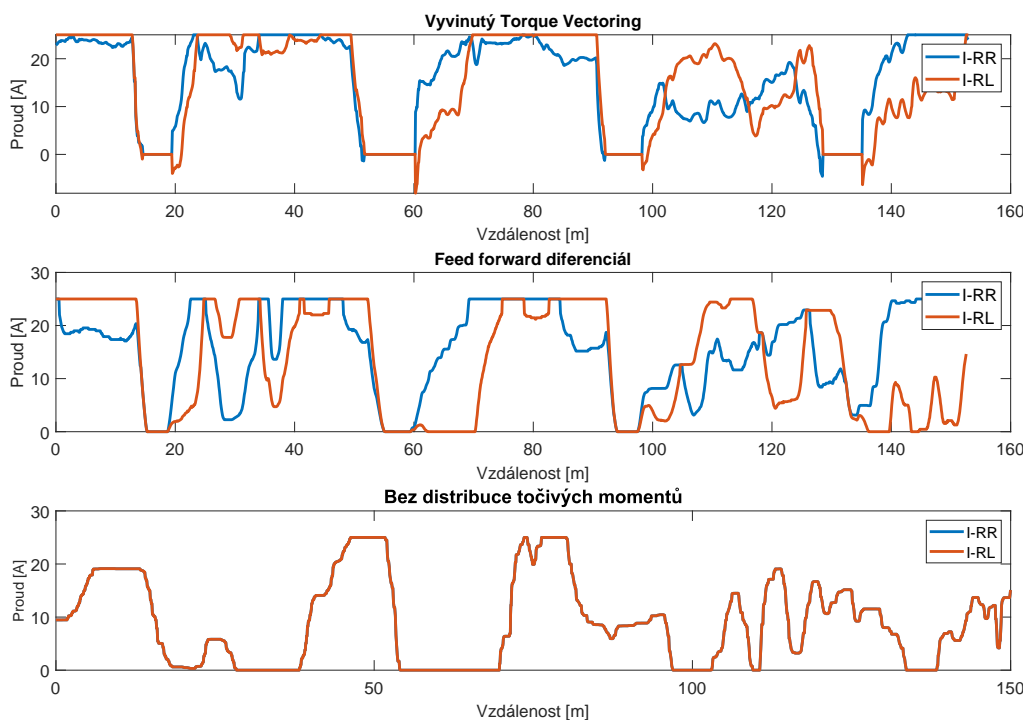 Vyvinutý Torque Vectoring
Proud [A]
20
10
0
I-RR
I-RL
0 20 40 60 80 100 120 140 160
Vzdálenost [m]
Feed forward diferenciál
Proud [A]
30
20
10
0
I-RR
I-RL
0 20 40 60 80 100 120 140 160
Vzdálenost [m]
Bez distribuce točivých momentů
Proud [A]
30
20
10
0
I-RR
I-RL
0 50 100 150
Vzdálenost [m]